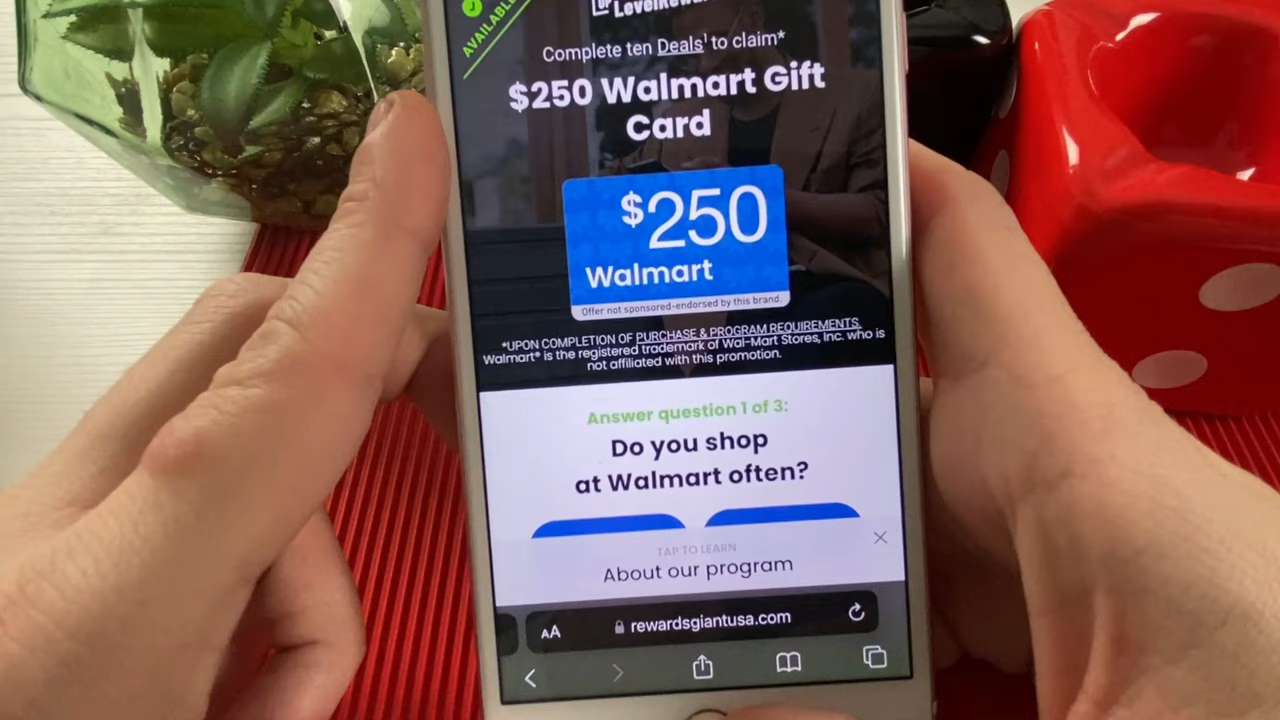 AVAILABLE
UP
Complete ten Deals¹ to claim*
$250 Walmart Gift
Card
$250
Walmart
Offer not sponsored-endorsed by this brand.
*UPON COMPLETION OF PURCHASE & PROGRAM REQUIREMENTS.
Walmart® is the registered trademark of Wal-Mart Stores, Inc. who is
not affiliated with this promotion.
Answer question 1 of 3:
Do you shop
at Walmart often?
TAP TO LEARN
About our program
AA
rewardsgiantusa.com